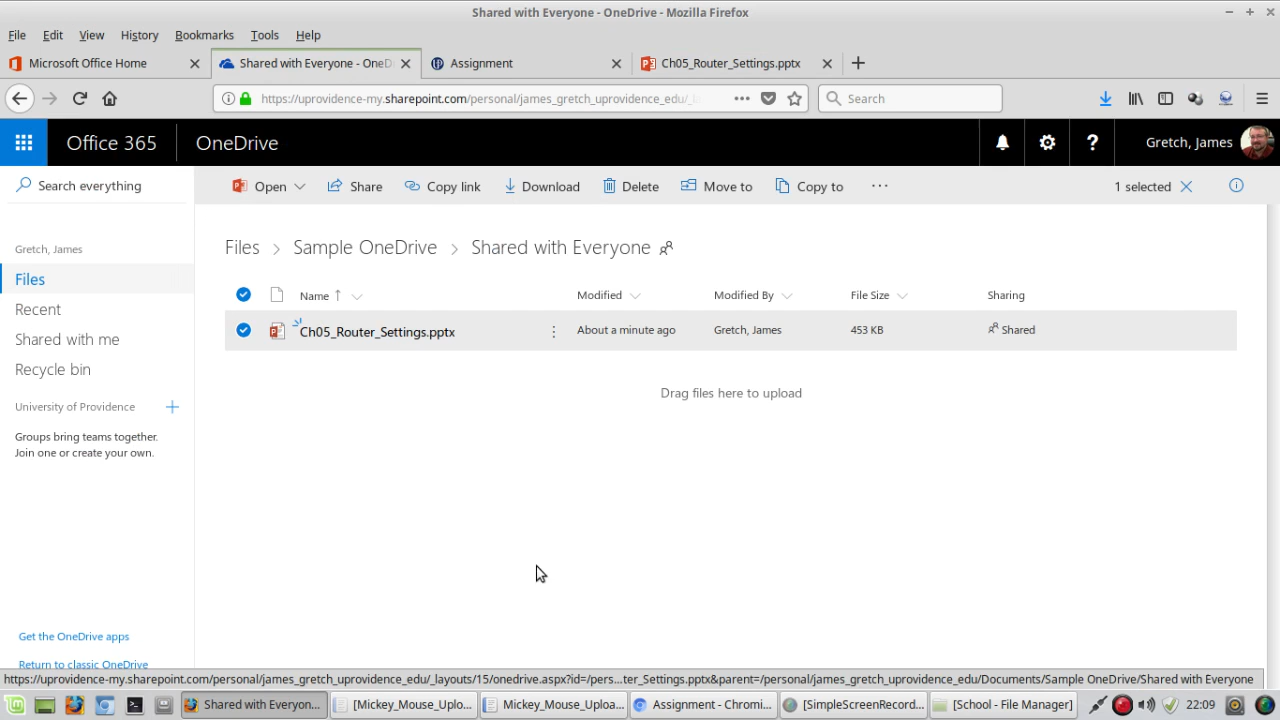 Shared with Everyone - OneDrive - Mozilla Firefox
File Edit View History Bookmarks Tools Help
Microsoft Office Home
Shared with Everyone - OneD
Assignment
Ch05_Router_Settings.pptx
https://uprovidence-my.sharepoint.com/personal/james_gretch_uprovidence_edu/_la
Search
Office 365
OneDrive
Gretch, James
Search everything
Open
Share
Copy link
Download
Delete
Move to
Copy to
1 selected
Gretch, James
Files
Recent
Shared with me
Recycle bin
University of Providence
Groups bring teams together.
Join one or create your own.
Get the OneDrive apps
Return to classic OneDrive
Files > Sample OneDrive > Shared with Everyone
Name Modified Modified By File Size Sharing
Ch05_Router_Settings.pptx About a minute ago Gretch, James 453 KB Shared
Drag files here to upload
https://uprovidence-my.sharepoint.com/personal/james_gretch_uprovidence_edu/_layouts/15/onedrive.aspx?id=/pers...ter_Settings.pptx&parent=/personal/james_gretch_uprovidence_edu/Documents/Sample OneDrive/Shared with Everyone
Shared with Everyon...
[Mickey_Mouse_Uplo...
Mickey_Mouse_Uploa...
Assignment - Chromi...
[SimpleScreenRecord...
[School - File Manager]
22:09